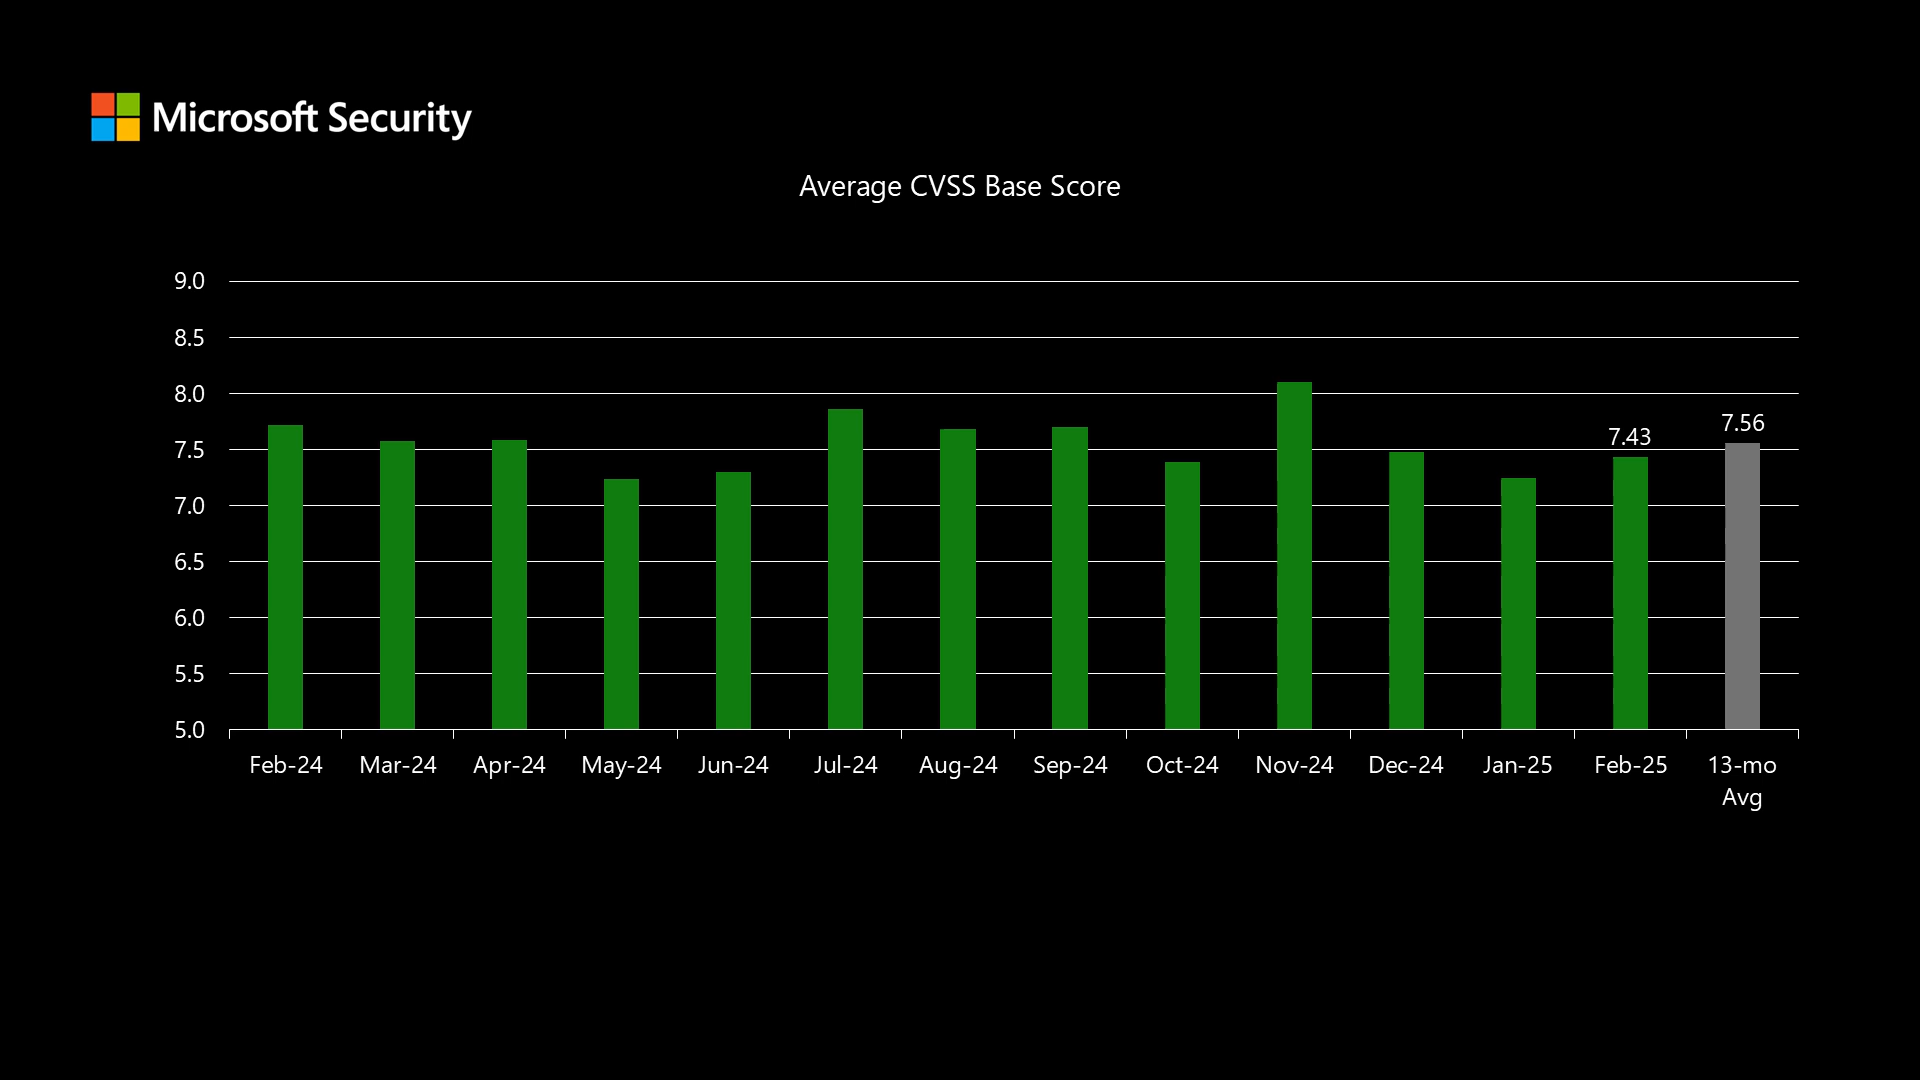 Microsoft Security
Average CVSS Base Score
9.0
8.5
8.0
7.5
7.0
6.5
6.0
5.5
5.0
7.43
7.56
Feb-24
Mar-24
Apr-24
May-24
Jun-24
Jul-24
Aug-24
Sep-24
Oct-24
Nov-24
Dec-24
Jan-25
Feb-25
13-mo
Avg